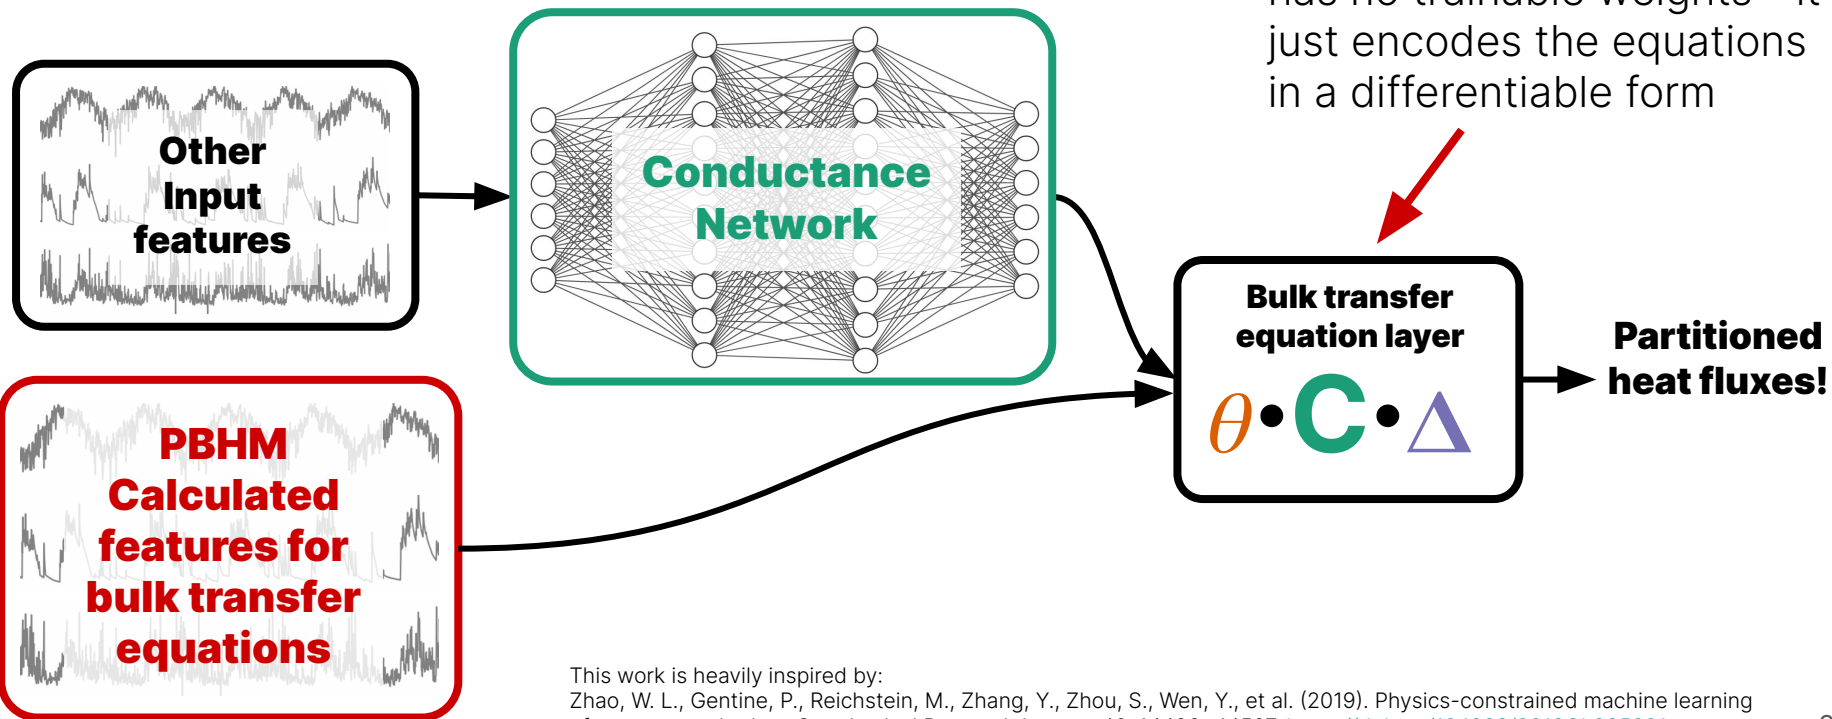 just encodes the equations
in a differentiable form
Other
Input
features
Conductance
Network
Bulk transfer
equation layer
θ•C•Δ
Partitioned
heat fluxes!
PBHM
Calculated
features for
bulk transfer
equations
This work is heavily inspired by:
Zhao, W. L., Gentine, P., Reichstein, M., Zhang, Y., Zhou, S., Wen, Y., et al. (2019). Physics-constrained machine learning